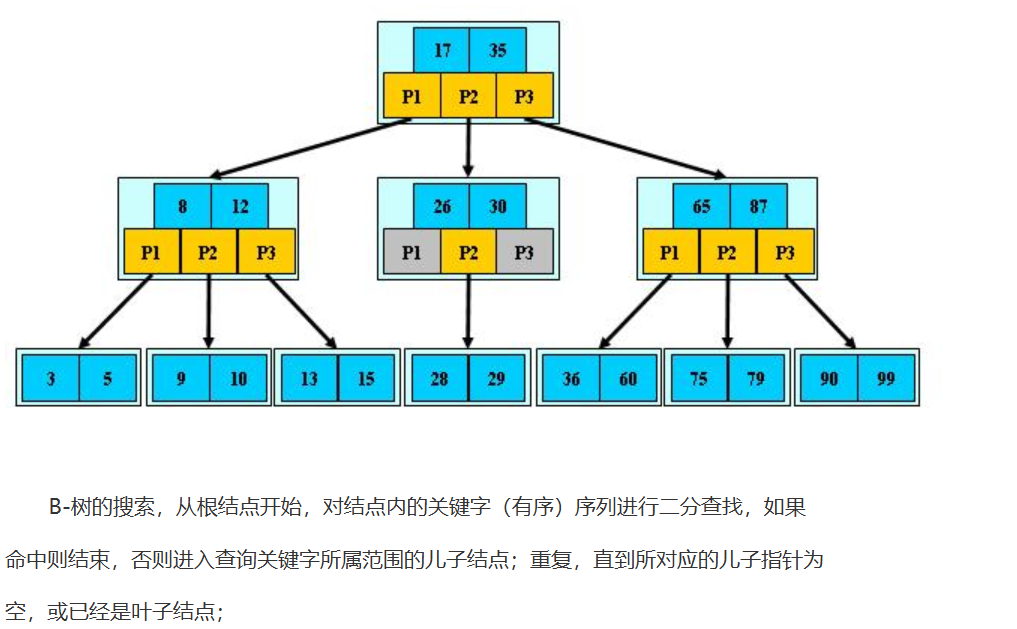 17 35
P1 P2 P3
8 12 26 30 65 87
P1 P2 P3 P1 P2 P3 P1 P2 P3
3 5 9 10 13 15 28 29 36 60 75 79 90 99
B-树的搜索，从根结点开始，对结点内的关键字（有序）序列进行二分查找，如果
命中则结束，否则进入查询关键字所属范围的儿子结点；重复，直到所对应的儿子指针为
空，或已经是叶子结点；